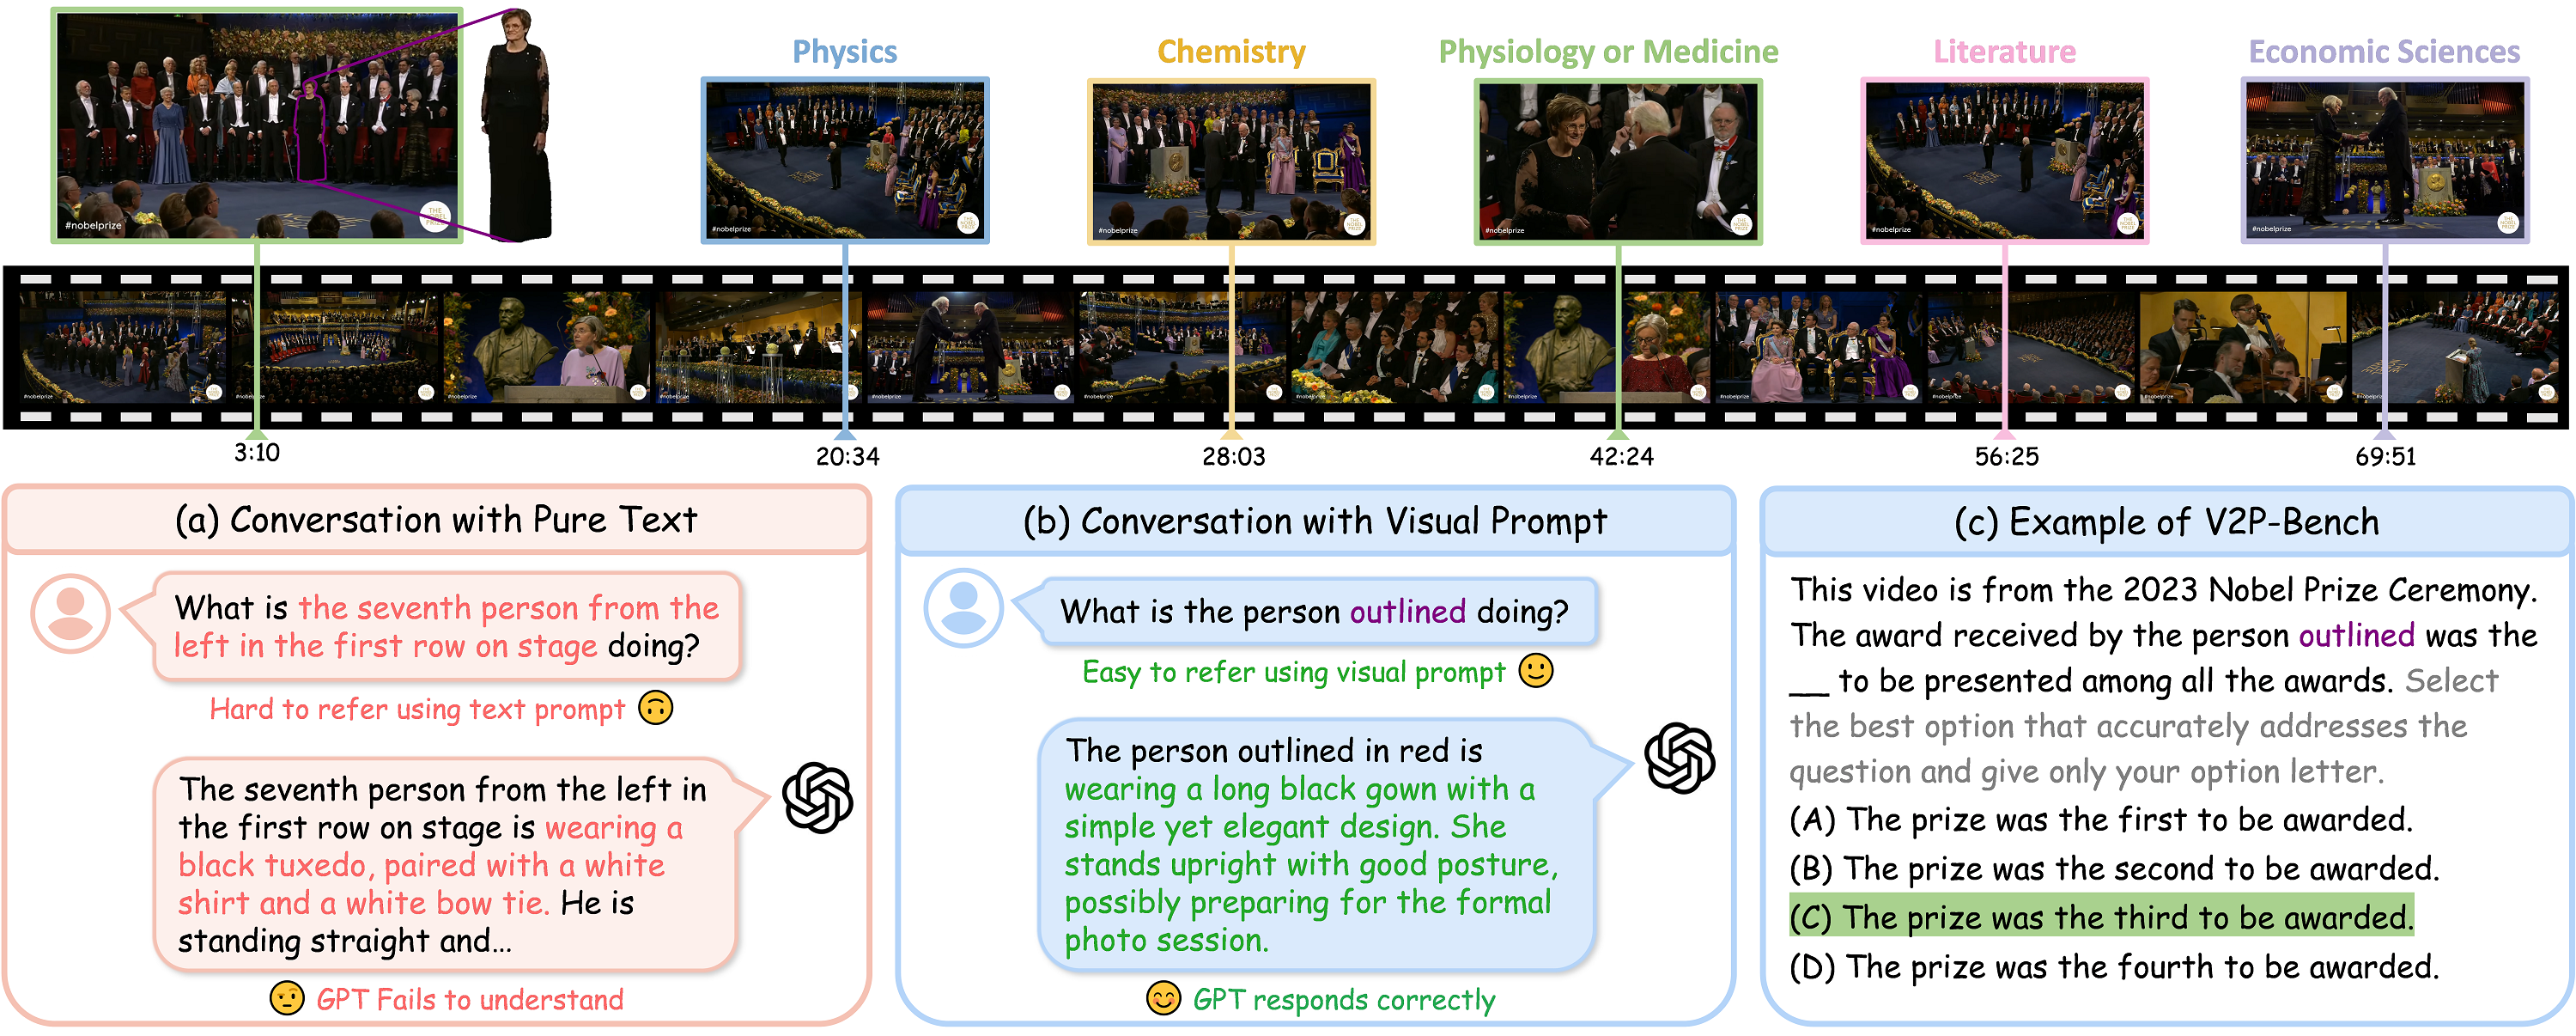 Physics
Chemistry
Physiology or Medicine
Literature
Economic Sciences
#nobelprize
THE NOBEL PRIZE
#nobelprize
#nobelprize
#nobelprize
#nobelprize
#nobelprize
3:10
20:34
28:03
42:24
56:25
69:51
(a) Conversation with Pure Text
What is the seventh person from the
left in the first row on stage doing?
Hard to refer using text prompt
The seventh person from the left in
the first row on stage is wearing a
black tuxedo, paired with a white
shirt and a white bow tie. He is
standing straight and...
GPT Fails to understand
(b) Conversation with Visual Prompt
What is the person outlined doing?
Easy to refer using visual prompt
The person outlined in red is
wearing a long black gown with a
simple yet elegant design. She
stands upright with good posture,
possibly preparing for the formal
photo session.
GPT responds correctly
(c) Example of V2P-Bench
This video is from the 2023 Nobel Prize Ceremony.
The award received by the person outlined was the
__ to be presented among all the awards. Select
the best option that accurately addresses the
question and give only your option letter.
(A) The prize was the first to be awarded.
(B) The prize was the second to be awarded.
(C) The prize was the third to be awarded.
(D) The prize was the fourth to be awarded.